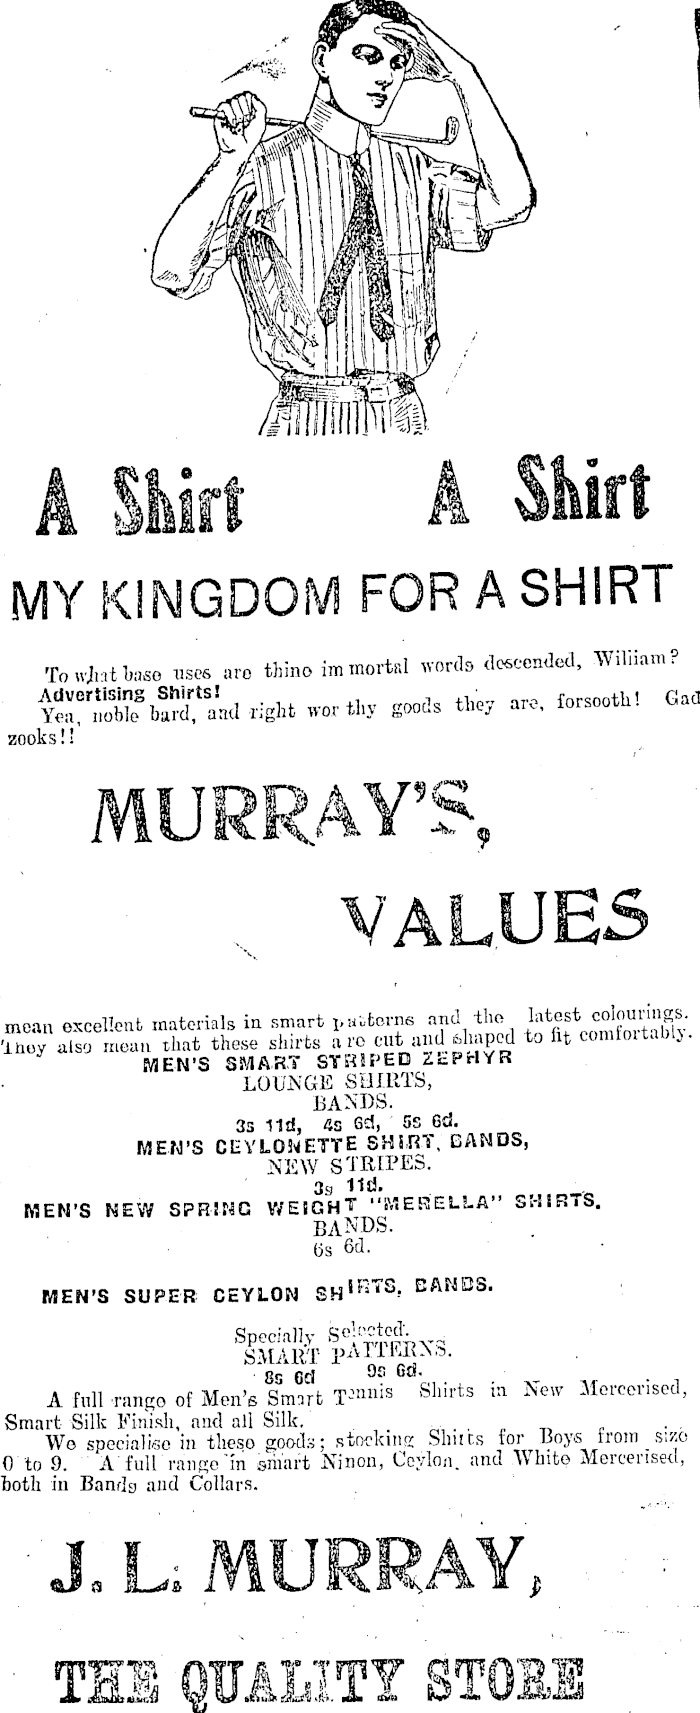 A Shirt A Shirt
MY KINGDOM FOR A SHIRT
To what base uses are thine im mortal words descended, William?
Advertising Shirts!
Yea, noble bard, and right wor thy goods they are, forsooth! Gad
zooks!!
MURRAY'S,
VALUES
mean excellent materials in smart patterns and the latest colourings.
They also mean that these shirts are cut and shaped to fit comfortably.
MEN'S SMART STRIPED ZEPHYR
LOUNGE SHIRTS,
BANDS.
3s 11d, 4s 6d, 5s 6d.
MEN'S CEYLONETTE SHIRT, BANDS,
NEW STRIPES.
3s 11d.
MEN'S NEW SPRING WEIGHT "MERELLA" SHIRTS.
BANDS.
6s 6d.
MEN'S SUPER CEYLON SHIRTS, BANDS.
Specially Selected.
SMART PATTERNS.
8s 6d 9s 6d.
A full range of Men's Smart Tennis Shirts in New Mercerised,
Smart Silk Finish, and all Silk.
We specialise in these goods; stocking Shirts for Boys from size
0 to 9. A full range in smart Ninon, Ceylon, and White Mercerised,
both in Bands and Collars.
J. L. MURRAY,
THE QUALITY STORE